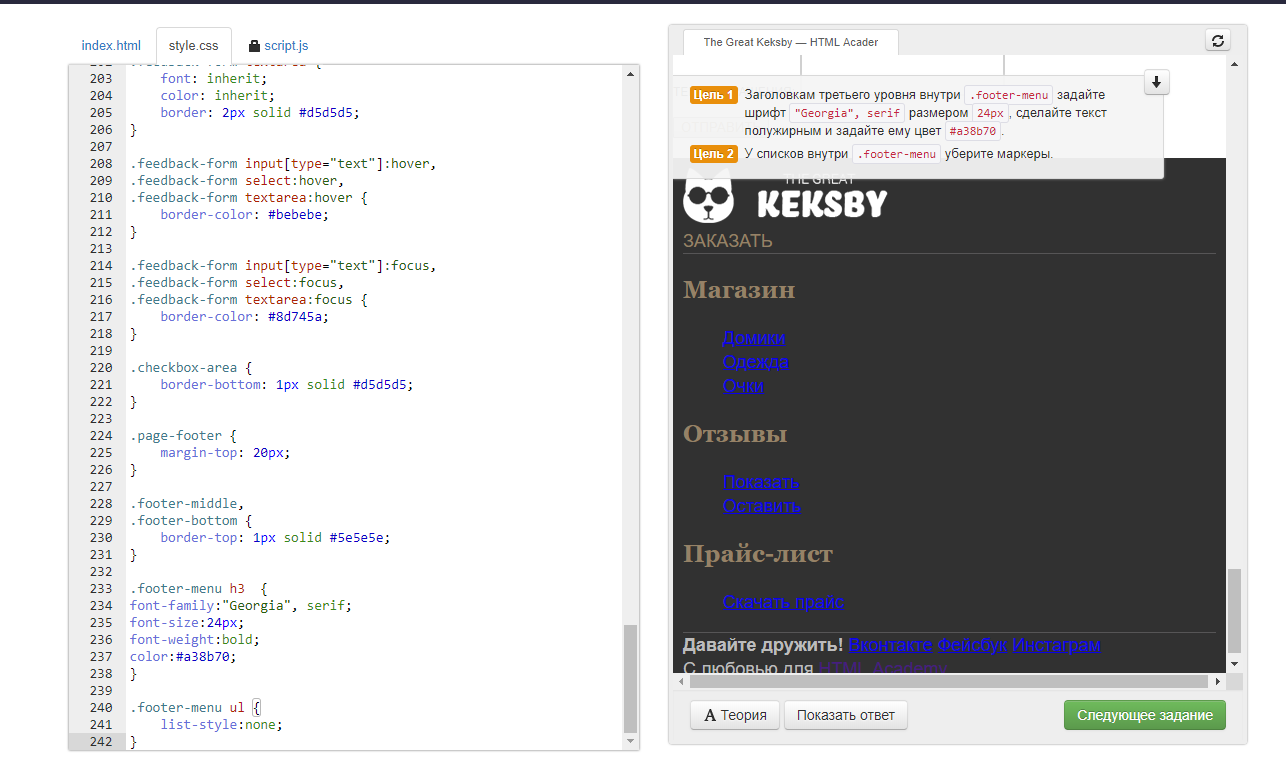 index.html
style.css
script.js
203 font: inherit;
204 color: inherit;
205 border: 2px solid #d5d5d5;
206 }
207
208 .feedback-form input[type="text"]:hover,
209 .feedback-form select:hover,
210 .feedback-form textarea:hover {
211 border-color: #bebebe;
212 }
213
214 .feedback-form input[type="text"]:focus,
215 .feedback-form select:focus,
216 .feedback-form textarea:focus {
217 border-color: #8d745a;
218 }
219
220 .checkbox-area {
221 border-bottom: 1px solid #d5d5d5;
222 }
223
224 .page-footer {
225 margin-top: 20px;
226 }
227
228 .footer-middle,
229 .footer-bottom {
230 border-top: 1px solid #5e5e5e;
231 }
232
233 .footer-menu h3  {
234 font-family:"Georgia", serif;
235 font-size:24px;
236 font-weight:bold;
237 color:#a38b70;
238 }
239
240 .footer-menu ul {
241 list-style:none;
242 }
The Great Keksby — HTML Acader
Цель 1 Заголовкам третьего уровня внутри .footer-menu задайте
шрифт "Georgia", serif размером 24px, сделайте текст
полужирным и задайте ему цвет #a38b70.
Цель 2 У списков внутри .footer-menu уберите маркеры.
THE GREAT
KEKSBY
ЗАКАЗАТЬ
Магазин
Домики
Одежда
Очки
Отзывы
Показать
Оставить
Прайс-лист
Скачать прайс
Давайте дружить! Вконтакте Фейсбук Инстаграм
С любовью для HTML Academy
Теория
Показать ответ
Следующее задание